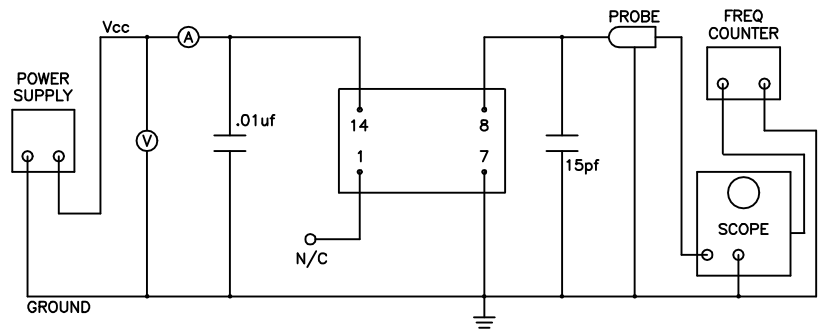 PROBE
FREQ
COUNTER
Vcc
A
POWER
SUPPLY
.01uf
14
8
V
1
7
15pf
SCOPE
N/C
GROUND